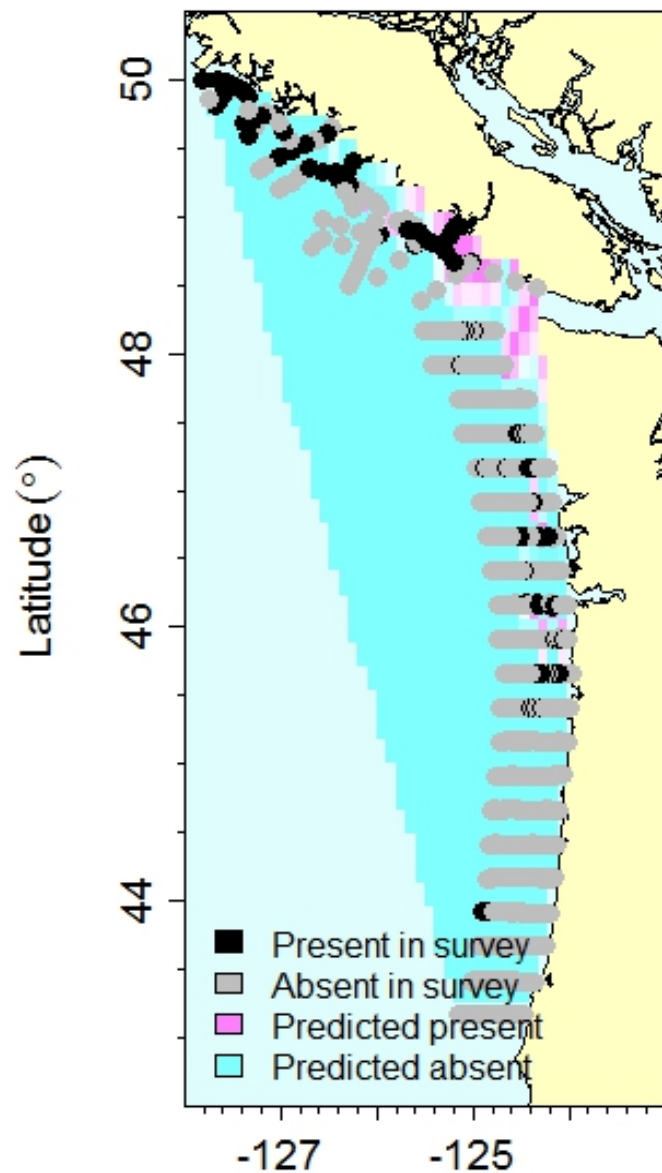 50
48
46
44
Latitude (°)
Present in survey
Absent in survey
Predicted present
Predicted absent
-127
-125